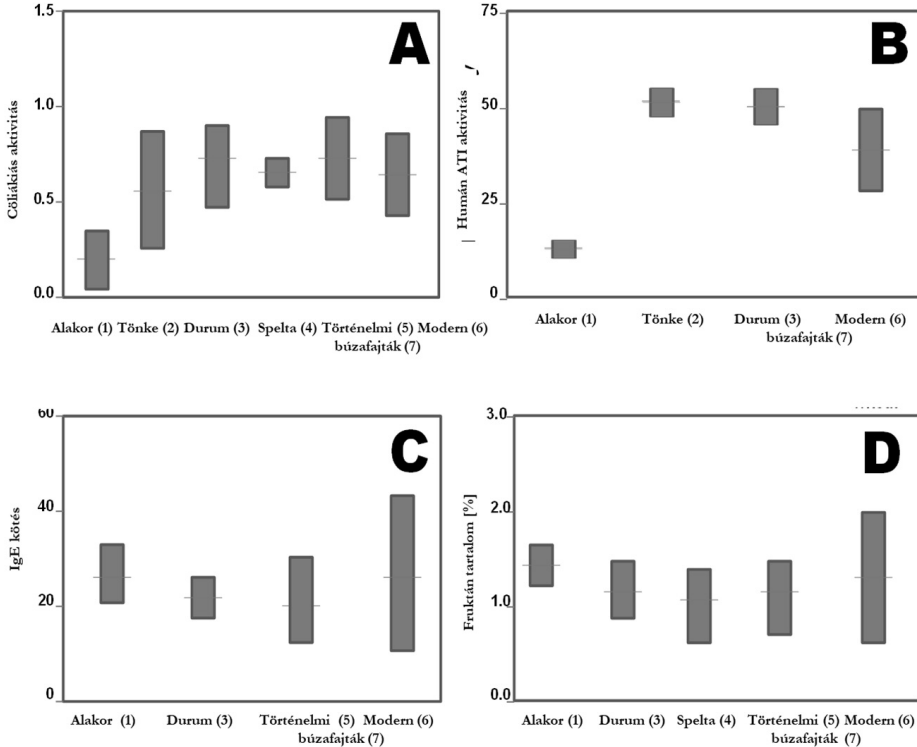 A
Cöliákiás aktivitás
1.5
1.0
0.5
0.0
Alakor (1) Tönke (2) Durum (3) Spelta (4) Történelmi (5) Modern (6)
búzafajták (7)
B
Humán ATI aktivitás
75
50
25
0
Alakor (1) Tönke (2) Durum (3) Modern (6)
búzafajták (7)
C
IgE kötés
60
40
20
0
Alakor (1) Durum (3) Történelmi (5) Modern (6)
búzafajták (7)
D
Fruktán tartalom [%]
3.0
2.0
1.0
0.0
Alakor (1) Durum (3) Spelta (4) Történelmi (5) Modern (6)
búzafajták (7)